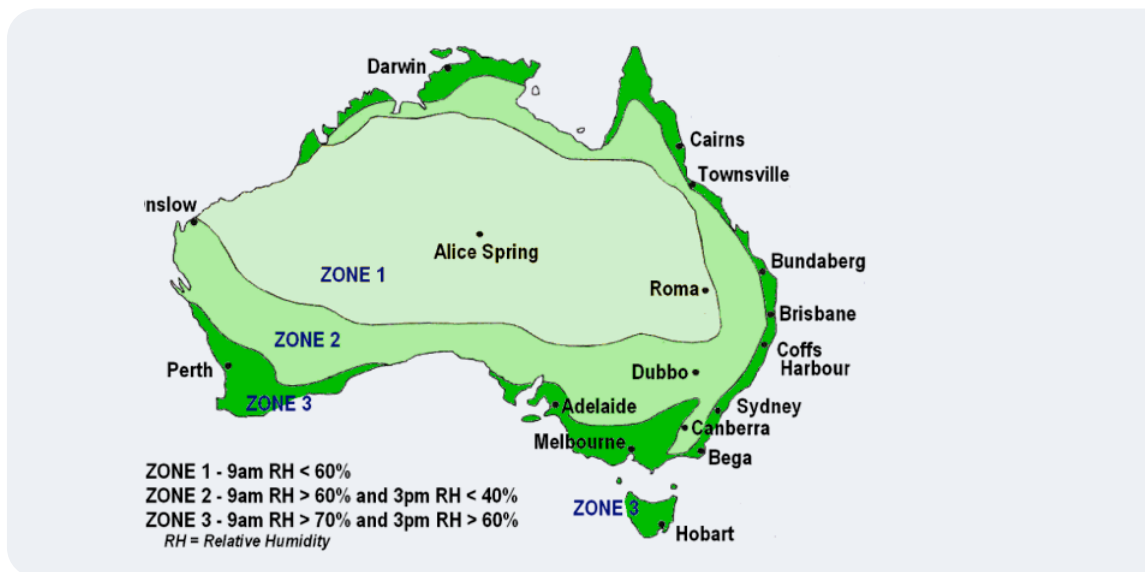 Darwin
Cairns
Townsville
nslow
Alice Spring
Bundaberg
ZONE 1
Roma
Brisbane
ZONE 2
Coffs
Harbour
Perth
Dubbo
ZONE 3
Adelaide
Sydney
Canberra
Melbourne
Bega
ZONE 1 - 9am RH < 60%
ZONE 2 - 9am RH > 60% and 3pm RH < 40%
ZONE 3
ZONE 3 - 9am RH > 70% and 3pm RH > 60%
Hobart
RH = Relative Humidity